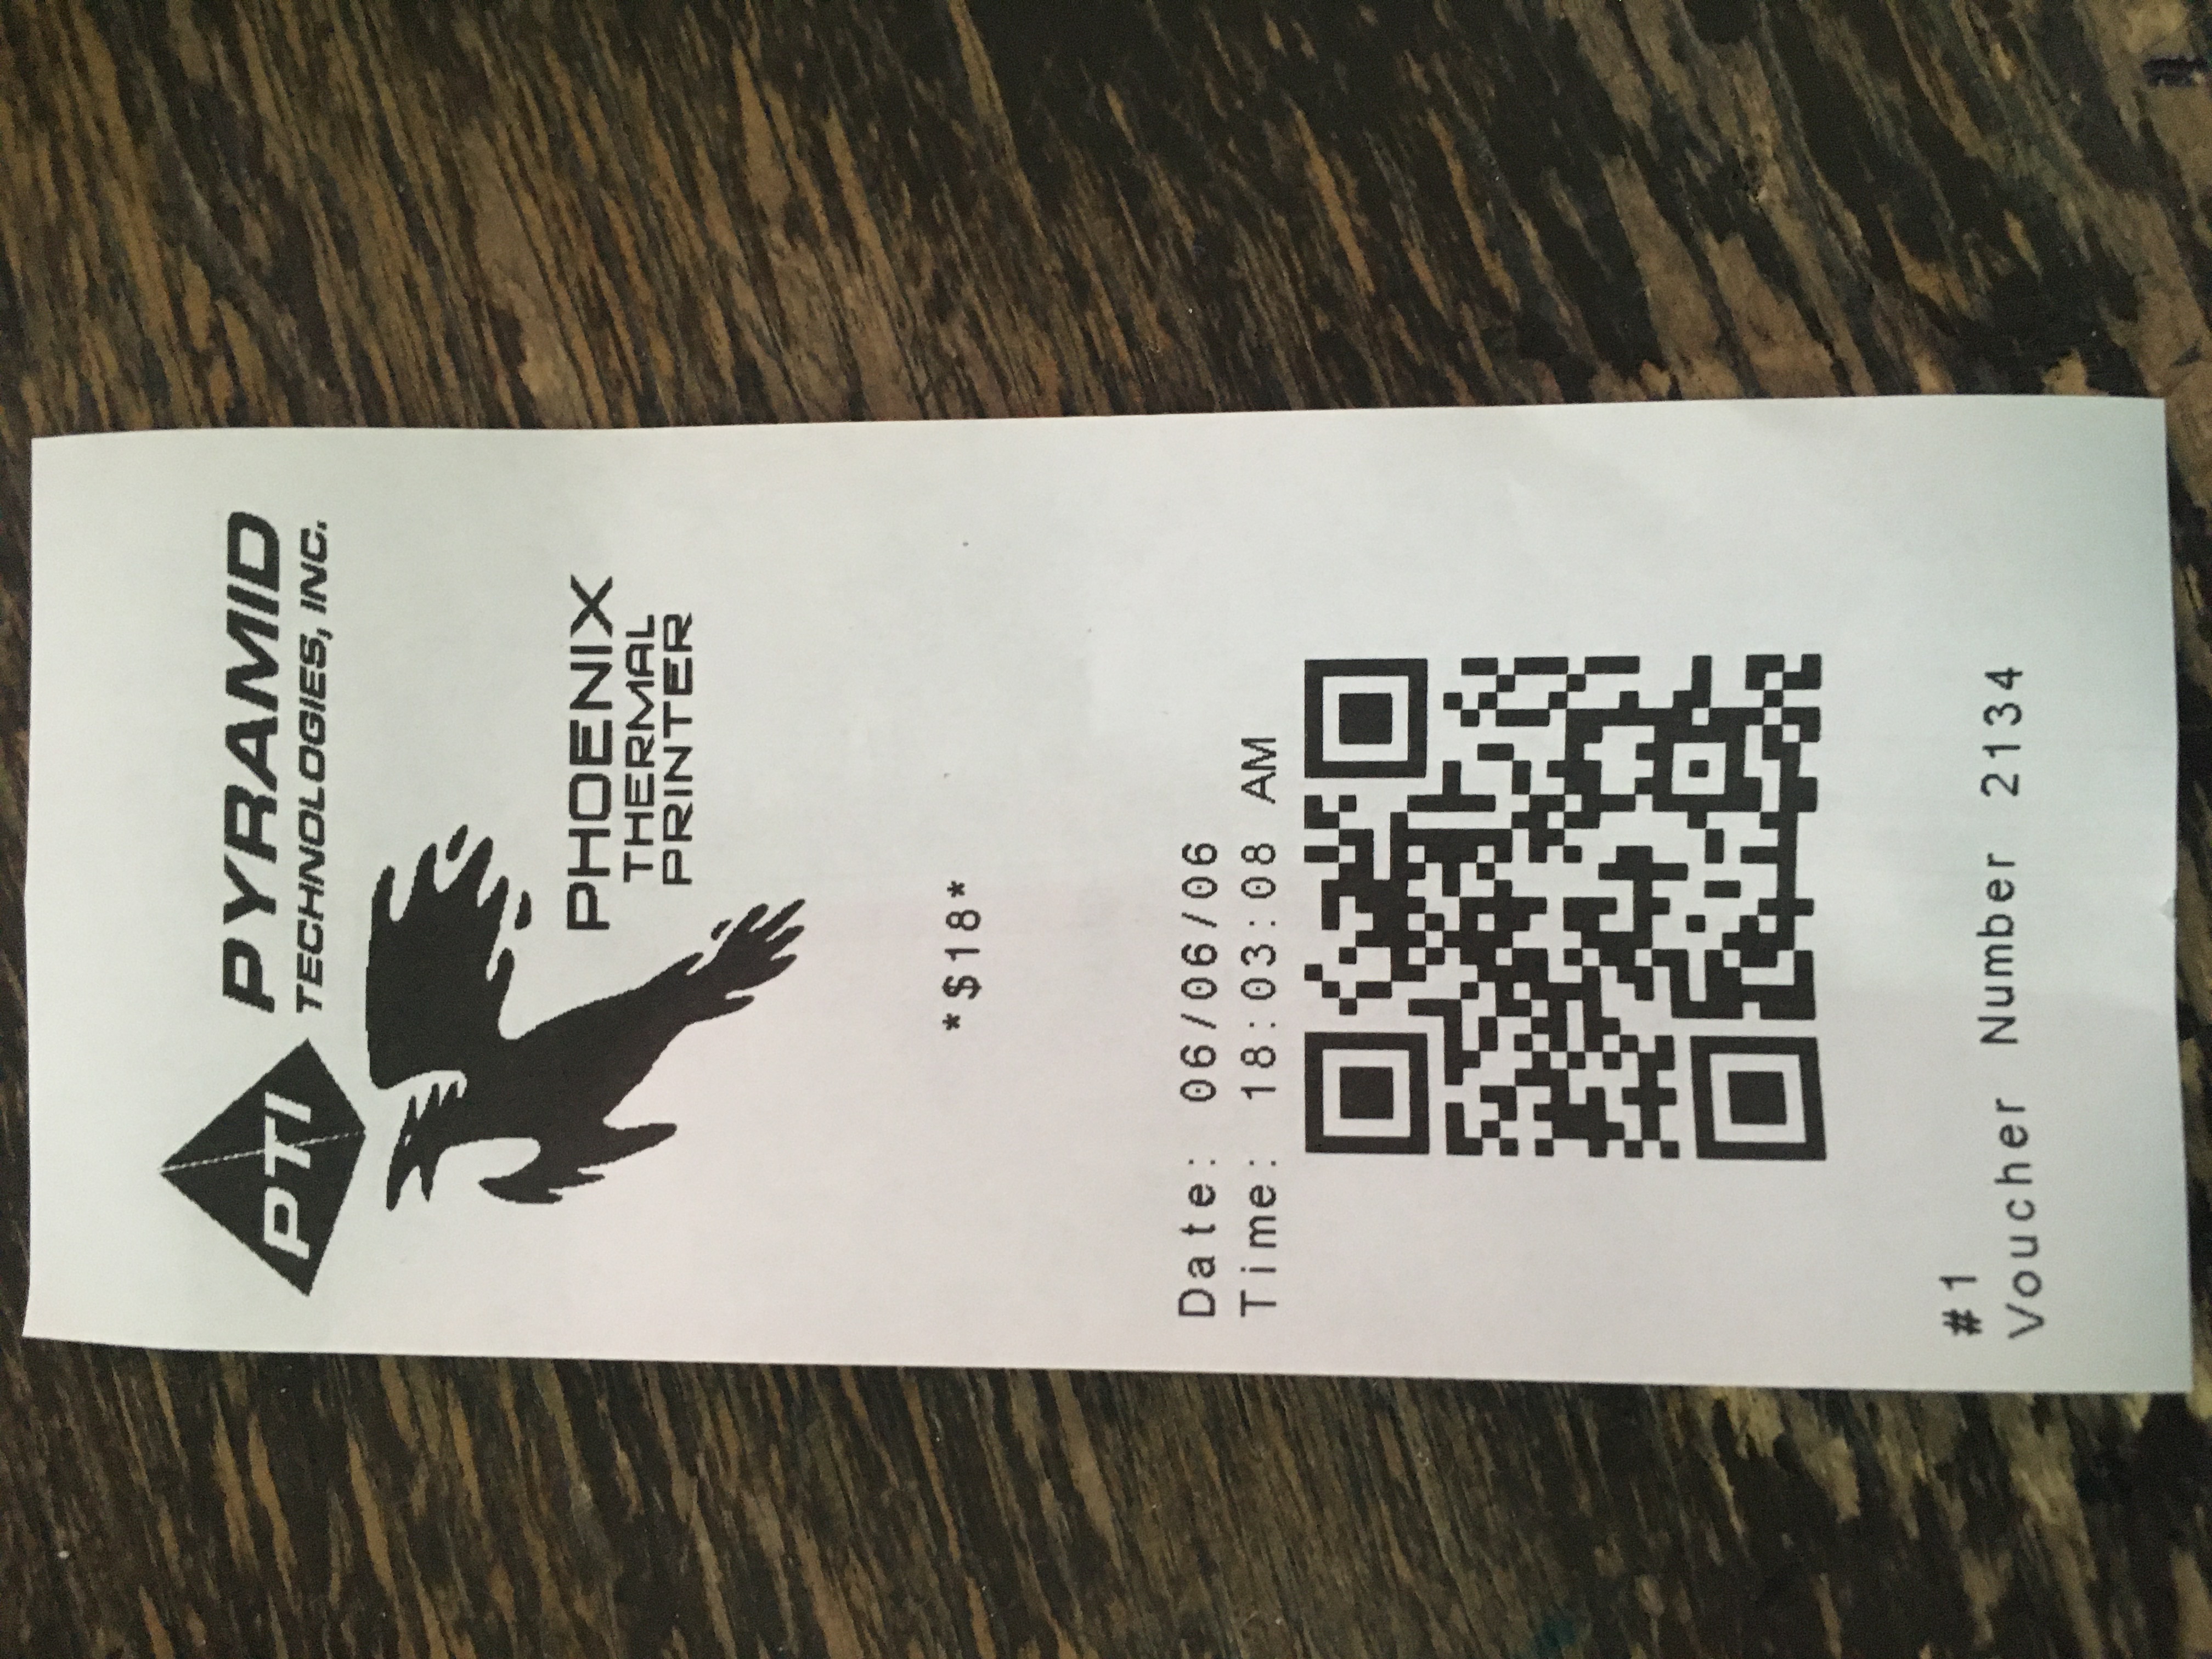 PTI
PYRAMID
TECHNOLOGIES, INC.
PHOENIX
THERMAL
PRINTER
*$18*
Date: 06/06/06
Time: 18:03:08 AM
#1
Voucher Number 2134